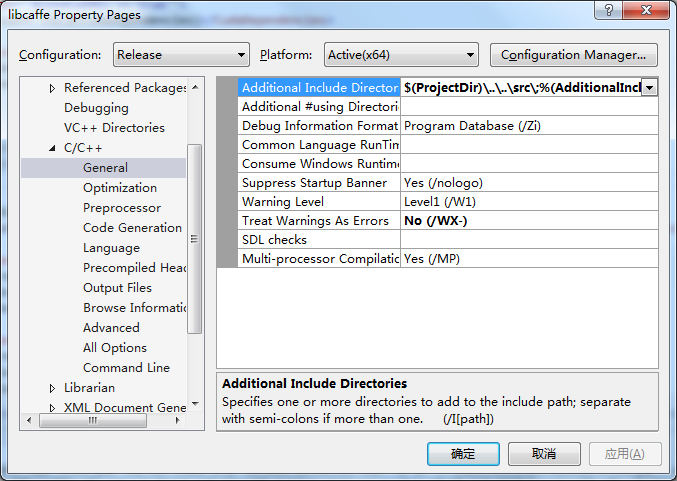 libcaffe Property Pages
Configuration: Release Platform: Active(x64) Configuration Manager...
Referenced Packages
Debugging
VC++ Directories
C/C++
General
Optimization
Preprocessor
Code Generation
Language
Precompiled Head
Output Files
Browse Informatic
Advanced
All Options
Command Line
Librarian
XML Document Gene
Additional Include Director $(ProjectDir)\..\..\src\;%(AdditionalIncl
Additional #using Directori
Debug Information Format Program Database (/Zi)
Common Language RunTim
Consume Windows Runtime
Suppress Startup Banner Yes (/nologo)
Warning Level Level1 (/W1)
Treat Warnings As Errors No (/WX-)
SDL checks
Multi-processor Compilatic Yes (/MP)
Additional Include Directories
Specifies one or more directories to add to the include path; separate
with semi-colons if more than one. (/I[path])
确定 取消 应用(A)